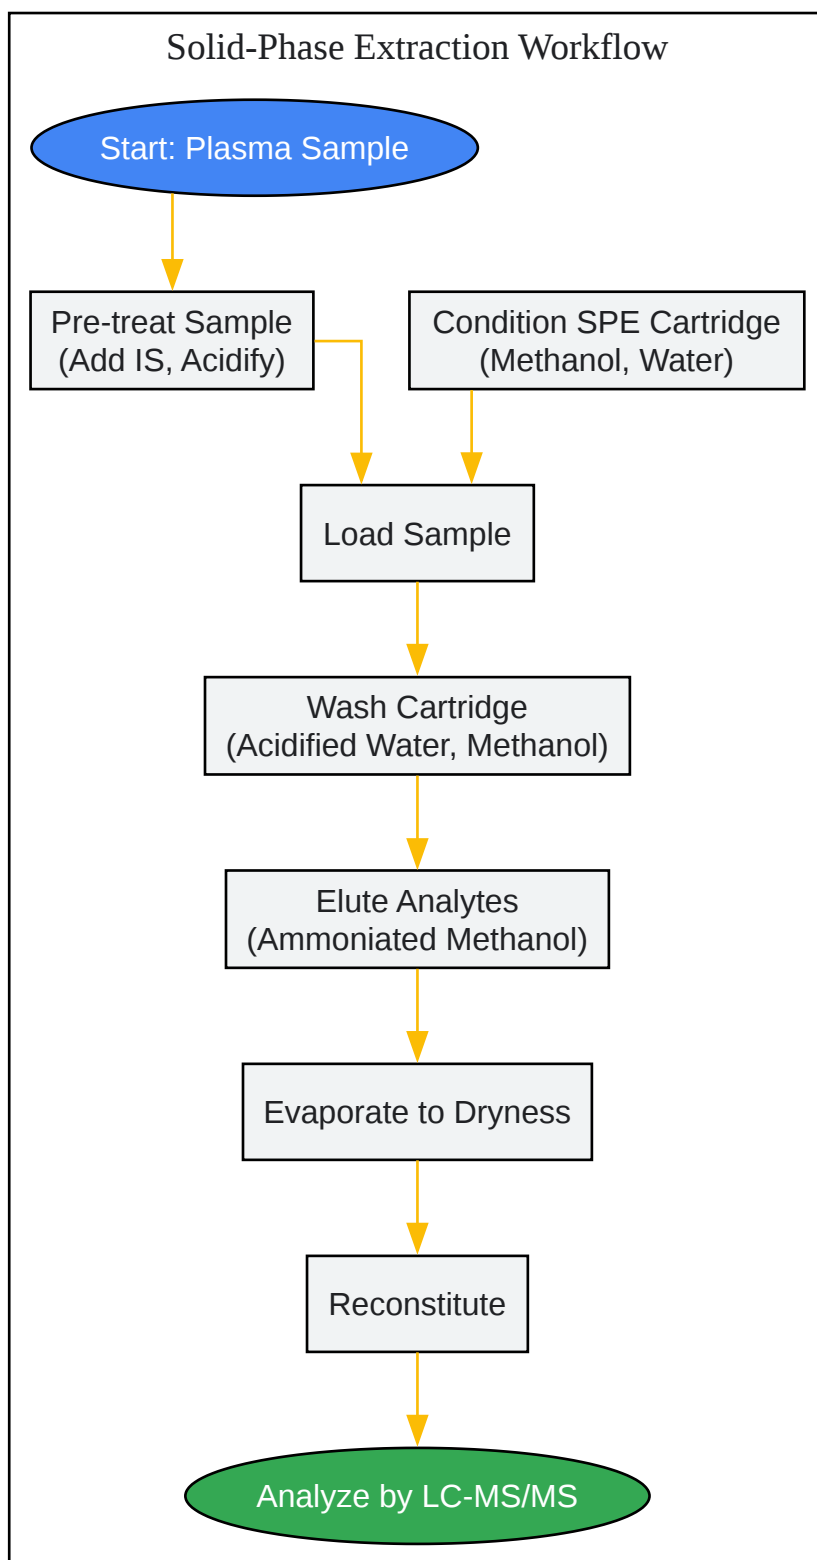 Solid-Phase Extraction Workflow
Start: Plasma Sample
Pre-treat Sample
(Add IS, Acidify)
Condition SPE Cartridge
(Methanol, Water)
Load Sample
Wash Cartridge
(Acidified Water, Methanol)
Elute Analytes
(Ammoniated Methanol)
Evaporate to Dryness
Reconstitute
Analyze by LC-MS/MS